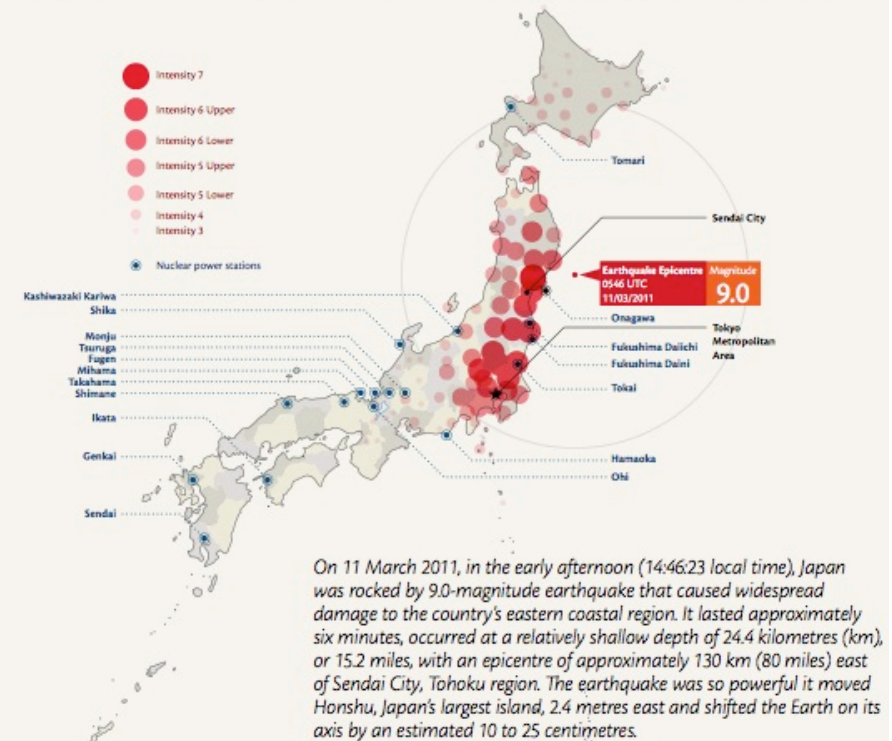 Intensity 7
Intensity 6 Upper
Intensity 6 Lower
Intensity 5 Upper
Intensity 5 Lower
Intensity 4
Intensity 3
Nuclear power stations
Tomari
Sendai City
Earthquake Epicentre
0546 UTC
11/03/2011
Magnitude
9.0
Onagawa
Tokyo
Metropolitan
Area
Fukushima Daiichi
Fukushima Daini
Tokai
Hamaoka
Ohi
Kashiwazaki Kariwa
Shika
Monju
Tsuruga
Fugen
Mihama
Takahama
Shimane
Ikata
Genkai
Sendai
On 11 March 2011, in the early afternoon (14:46:23 local time), Japan
was rocked by 9.0-magnitude earthquake that caused widespread
damage to the country's eastern coastal region. It lasted approximately
six minutes, occurred at a relatively shallow depth of 24.4 kilometres (km),
or 15.2 miles, with an epicentre of approximately 130 km (80 miles) east
of Sendai City, Tohoku region. The earthquake was so powerful it moved
Honshu, Japan's largest island, 2.4 metres east and shifted the Earth on its
axis by an estimated 10 to 25 centimetres.